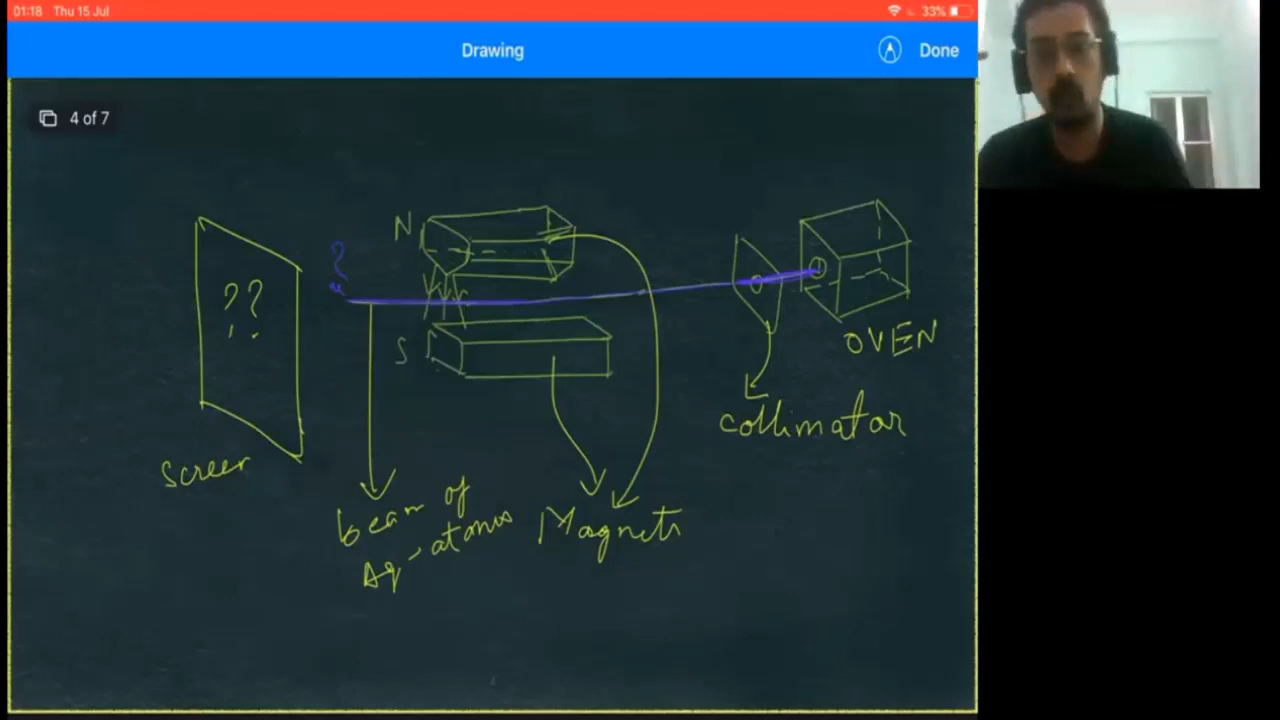 01:18 Thu 15 Jul 33%
Drawing Done
4 of 7
N
?
??
S
OVEN
Collimator
Screen
beam of
Ag-atoms
Magnets